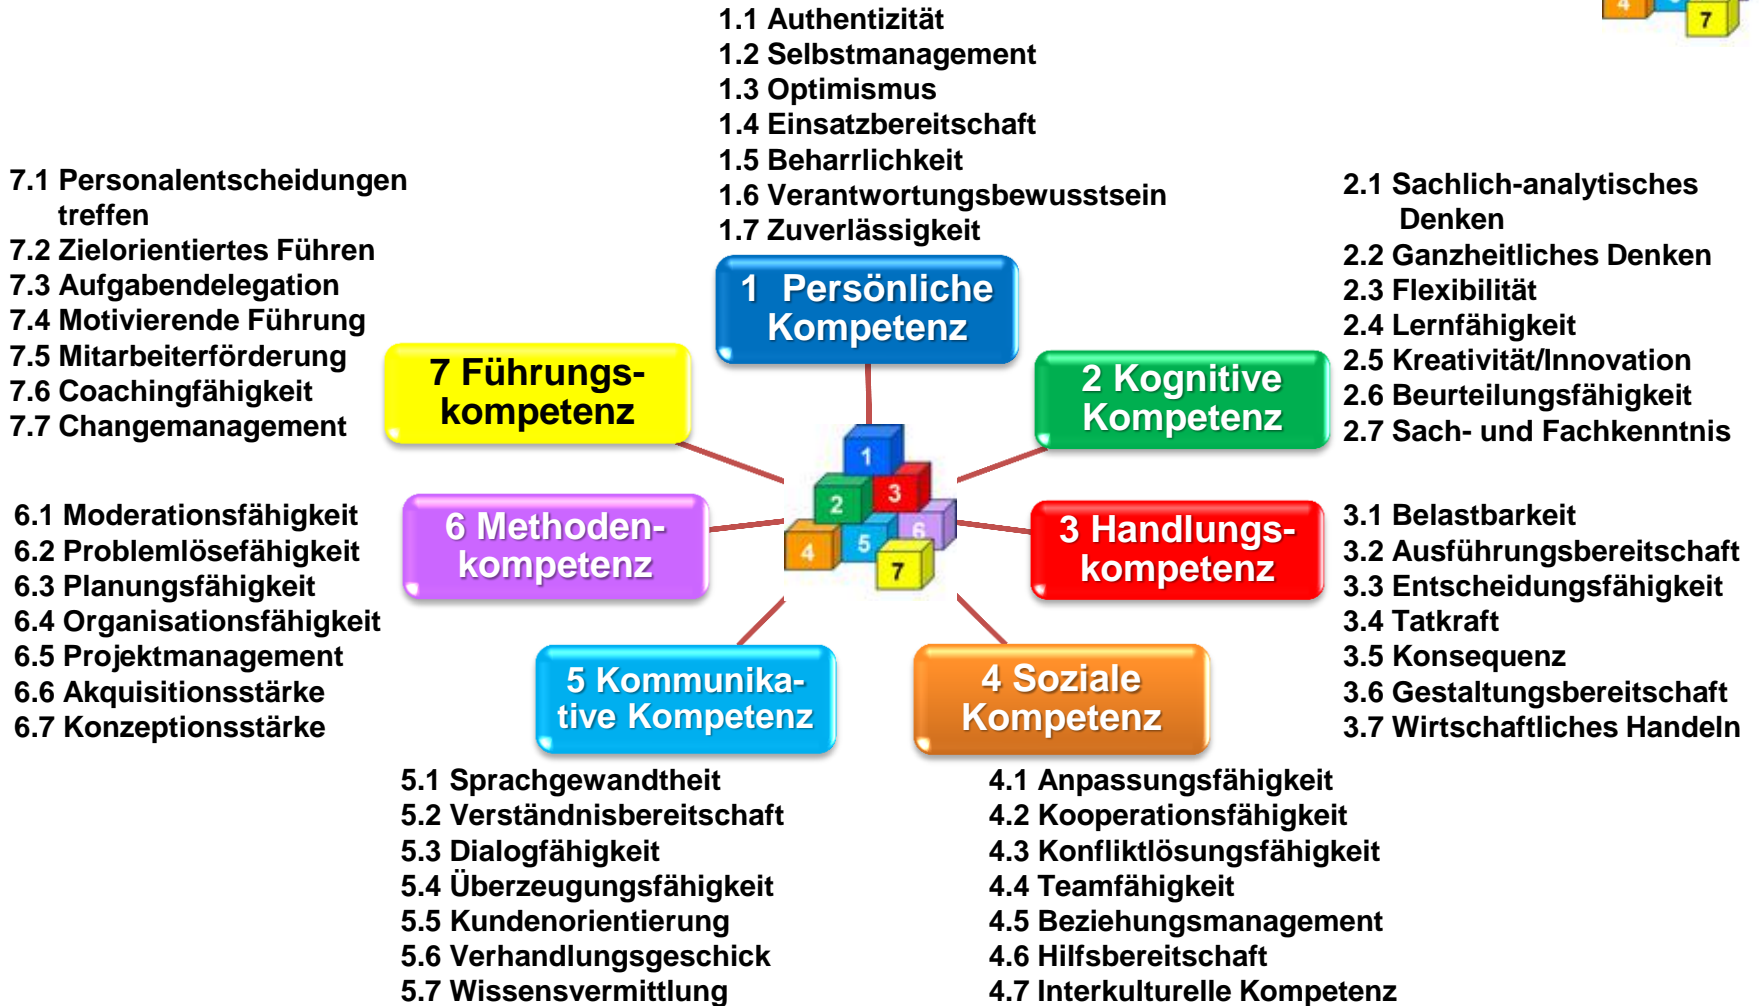 1.1 Authentizität
1.2 Selbstmanagement
1.3 Optimismus
1.4 Einsatzbereitschaft
1.5 Beharrlichkeit
1.6 Verantwortungsbewusstsein
1.7 Zuverlässigkeit
1 Persönliche
Kompetenz
2.1 Sachlich-analytisches
Denken
2.2 Ganzheitliches Denken
2.3 Flexibilität
2.4 Lernfähigkeit
2.5 Kreativität/Innovation
2.6 Beurteilungsfähigkeit
2.7 Sach- und Fachkenntnis
2 Kognitive
Kompetenz
3 Handlungs-
kompetenz
3.1 Belastbarkeit
3.2 Ausführungsbereitschaft
3.3 Entscheidungsfähigkeit
3.4 Tatkraft
3.5 Konsequenz
3.6 Gestaltungsbereitschaft
3.7 Wirtschaftliches Handeln
4 Soziale
Kompetenz
4.1 Anpassungsfähigkeit
4.2 Kooperationsfähigkeit
4.3 Konfliktlösungsfähigkeit
4.4 Teamfähigkeit
4.5 Beziehungsmanagement
4.6 Hilfsbereitschaft
4.7 Interkulturelle Kompetenz
5 Kommunika-
tive Kompetenz
5.1 Sprachgewandtheit
5.2 Verständnisbereitschaft
5.3 Dialogfähigkeit
5.4 Überzeugungsfähigkeit
5.5 Kundenorientierung
5.6 Verhandlungsgeschick
5.7 Wissensvermittlung
6 Methoden-
kompetenz
6.1 Moderationsfähigkeit
6.2 Problemlösefähigkeit
6.3 Planungsfähigkeit
6.4 Organisationsfähigkeit
6.5 Projektmanagement
6.6 Akquisitionsstärke
6.7 Konzeptionsstärke
7 Führungs-
kompetenz
7.1 Personalentscheidungen
treffen
7.2 Zielorientiertes Führen
7.3 Aufgabendelegation
7.4 Motivierende Führung
7.5 Mitarbeiterförderung
7.6 Coachingfähigkeit
7.7 Changemanagement
1
2 3
4 5 6
7
4
7